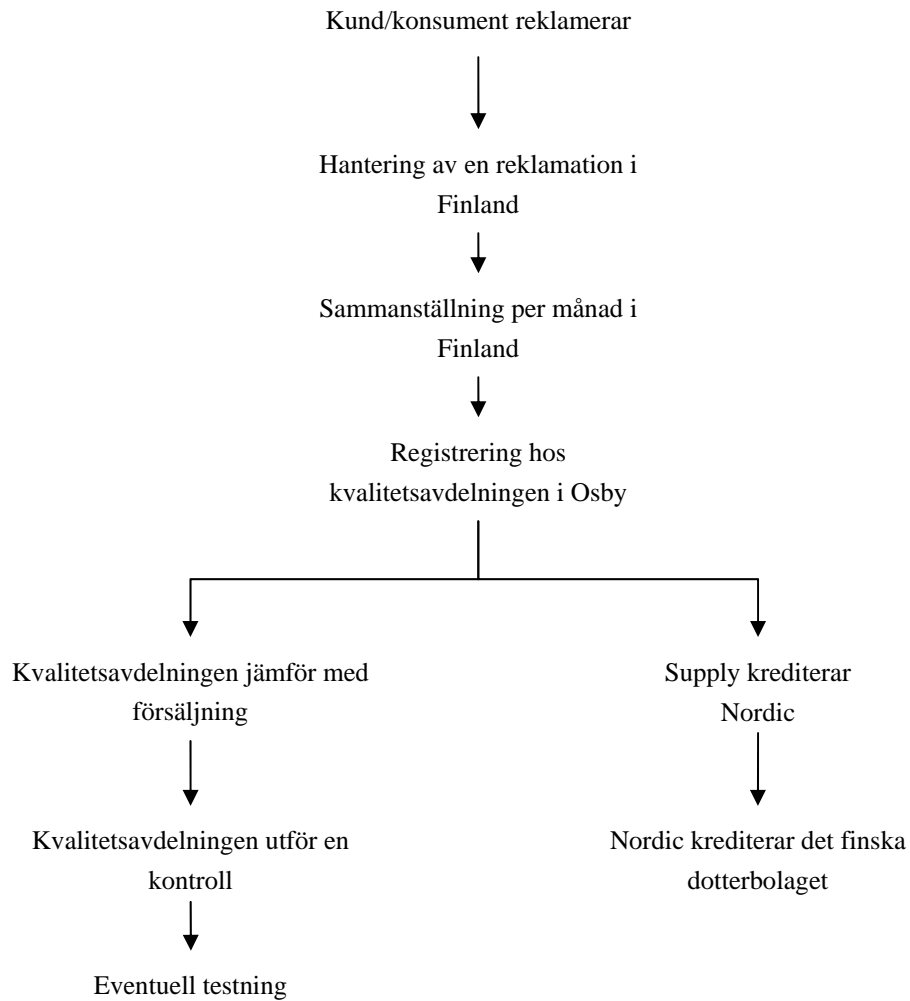 Kund/konsument reklamerar
Hantering av en reklamation i
Finland
Sammanställning per månad i
Finland
Registrering hos
kvalitetsavdelningen i Osby
Kvalitetsavdelningen jämför med
försäljning
Supply krediterar
Nordic
Kvalitetsavdelningen utför en
kontroll
Nordic krediterar det finska
dotterbolaget
Eventuell testning